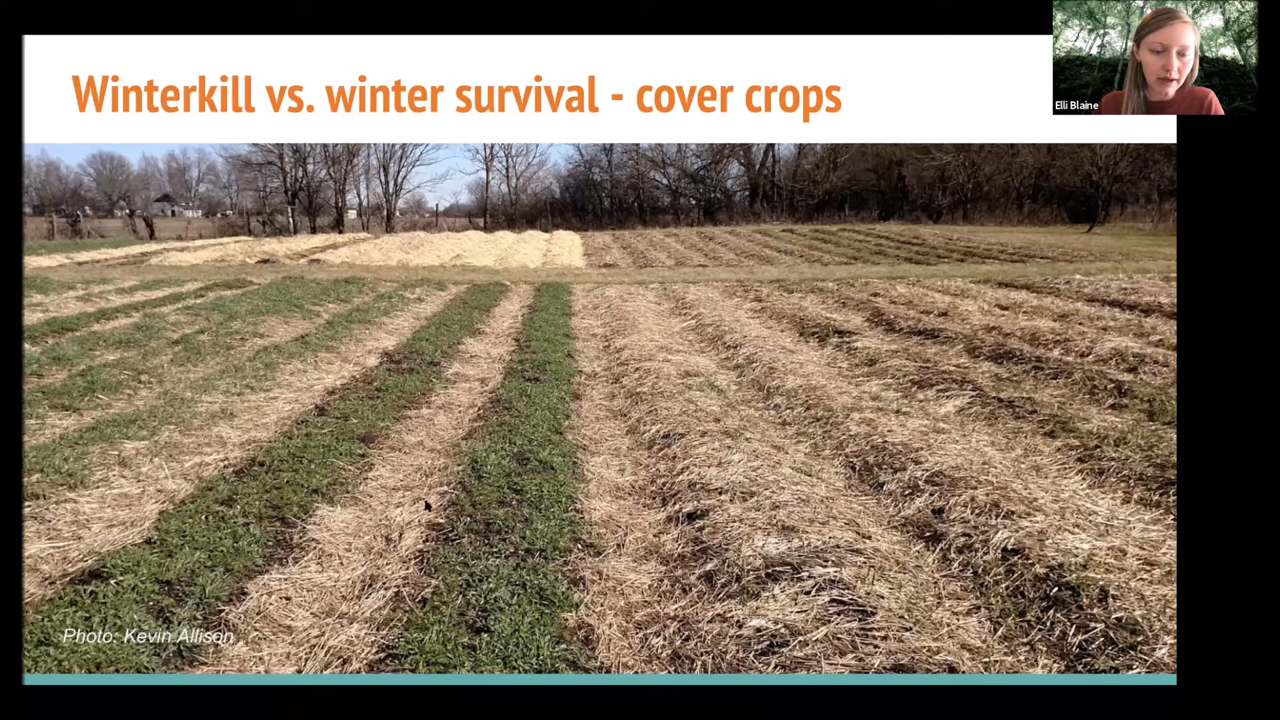 Winterkill vs. winter survival - cover crops
Elli Blaine
Photo: Kevin Allison